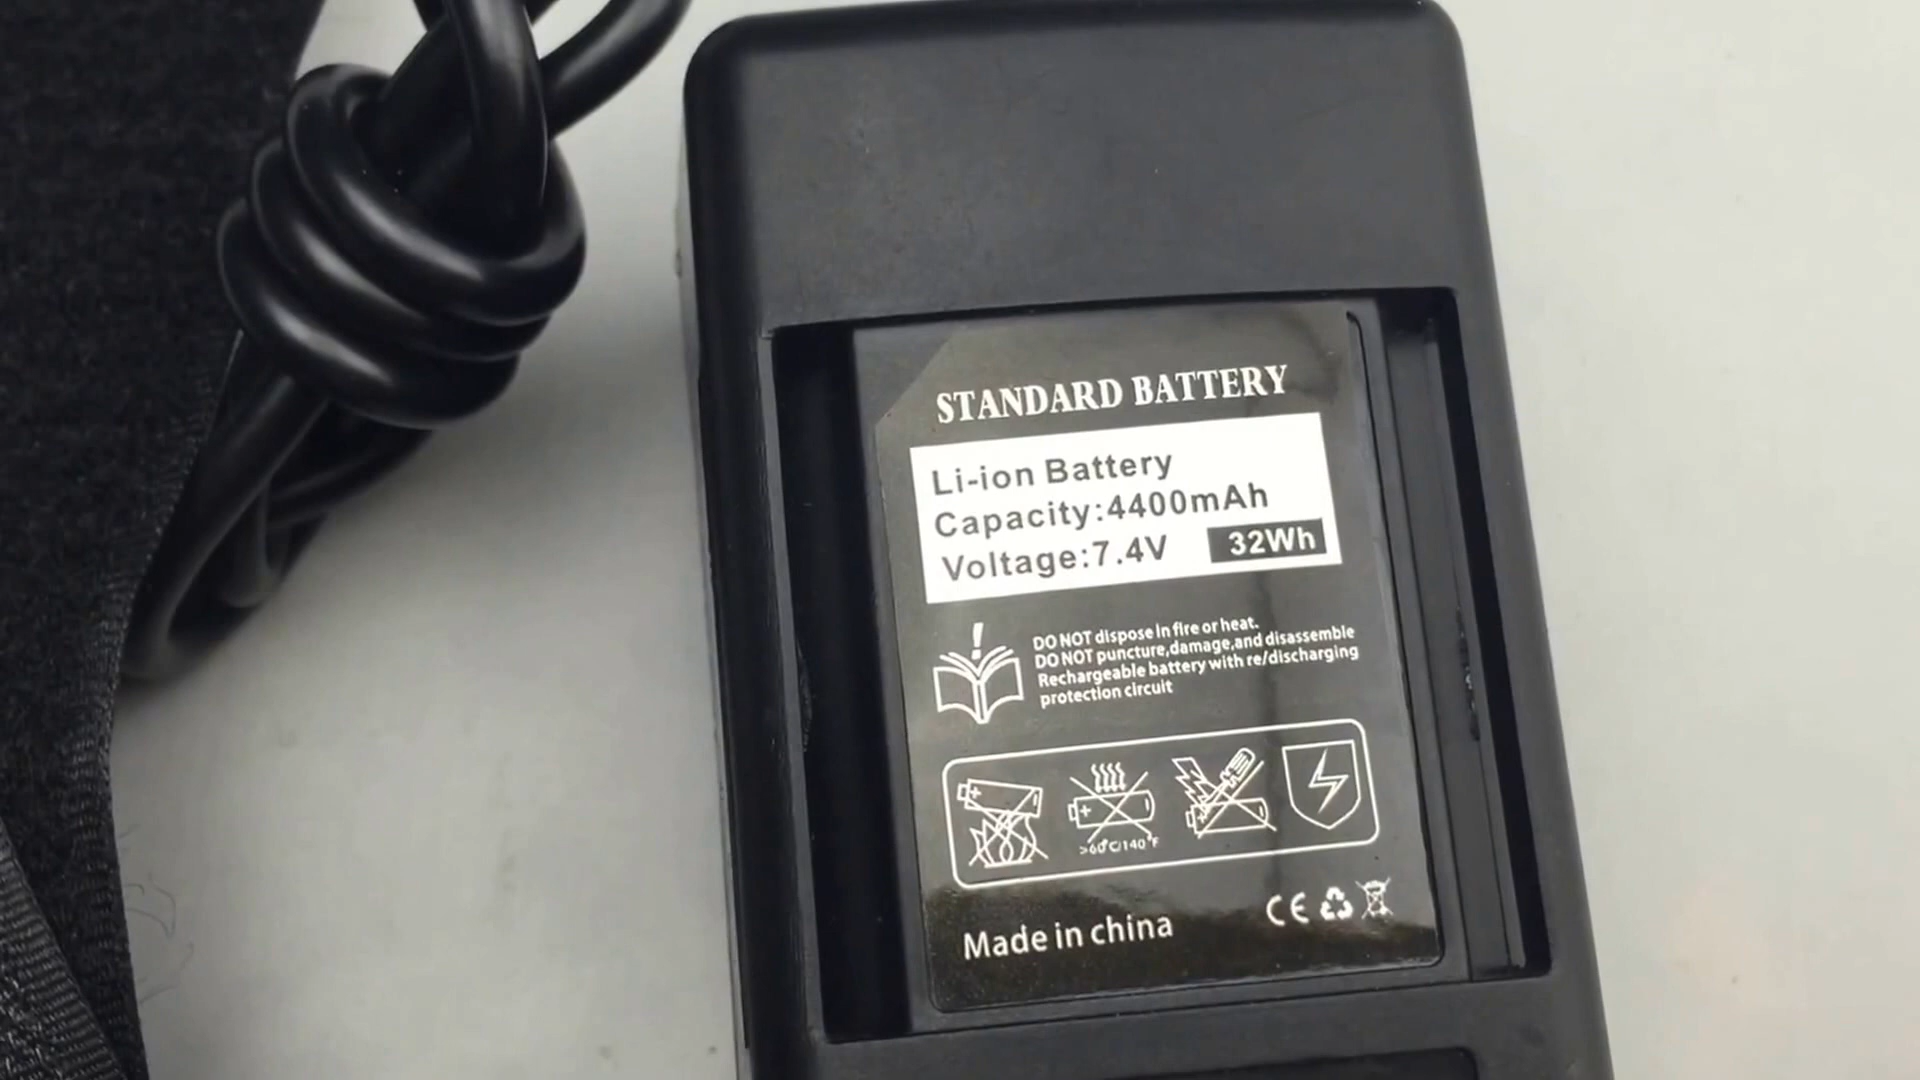 STANDARD BATTERY
Li-ion Battery
Capacity:4400mAh
Voltage:7.4V 32Wh
DO NOT dispose in fire or heat.
DO NOT puncture,damage,and disassemble
Rechargeable battery with re/discharging
protection circuit
>60°C/140°F
Made in china CE